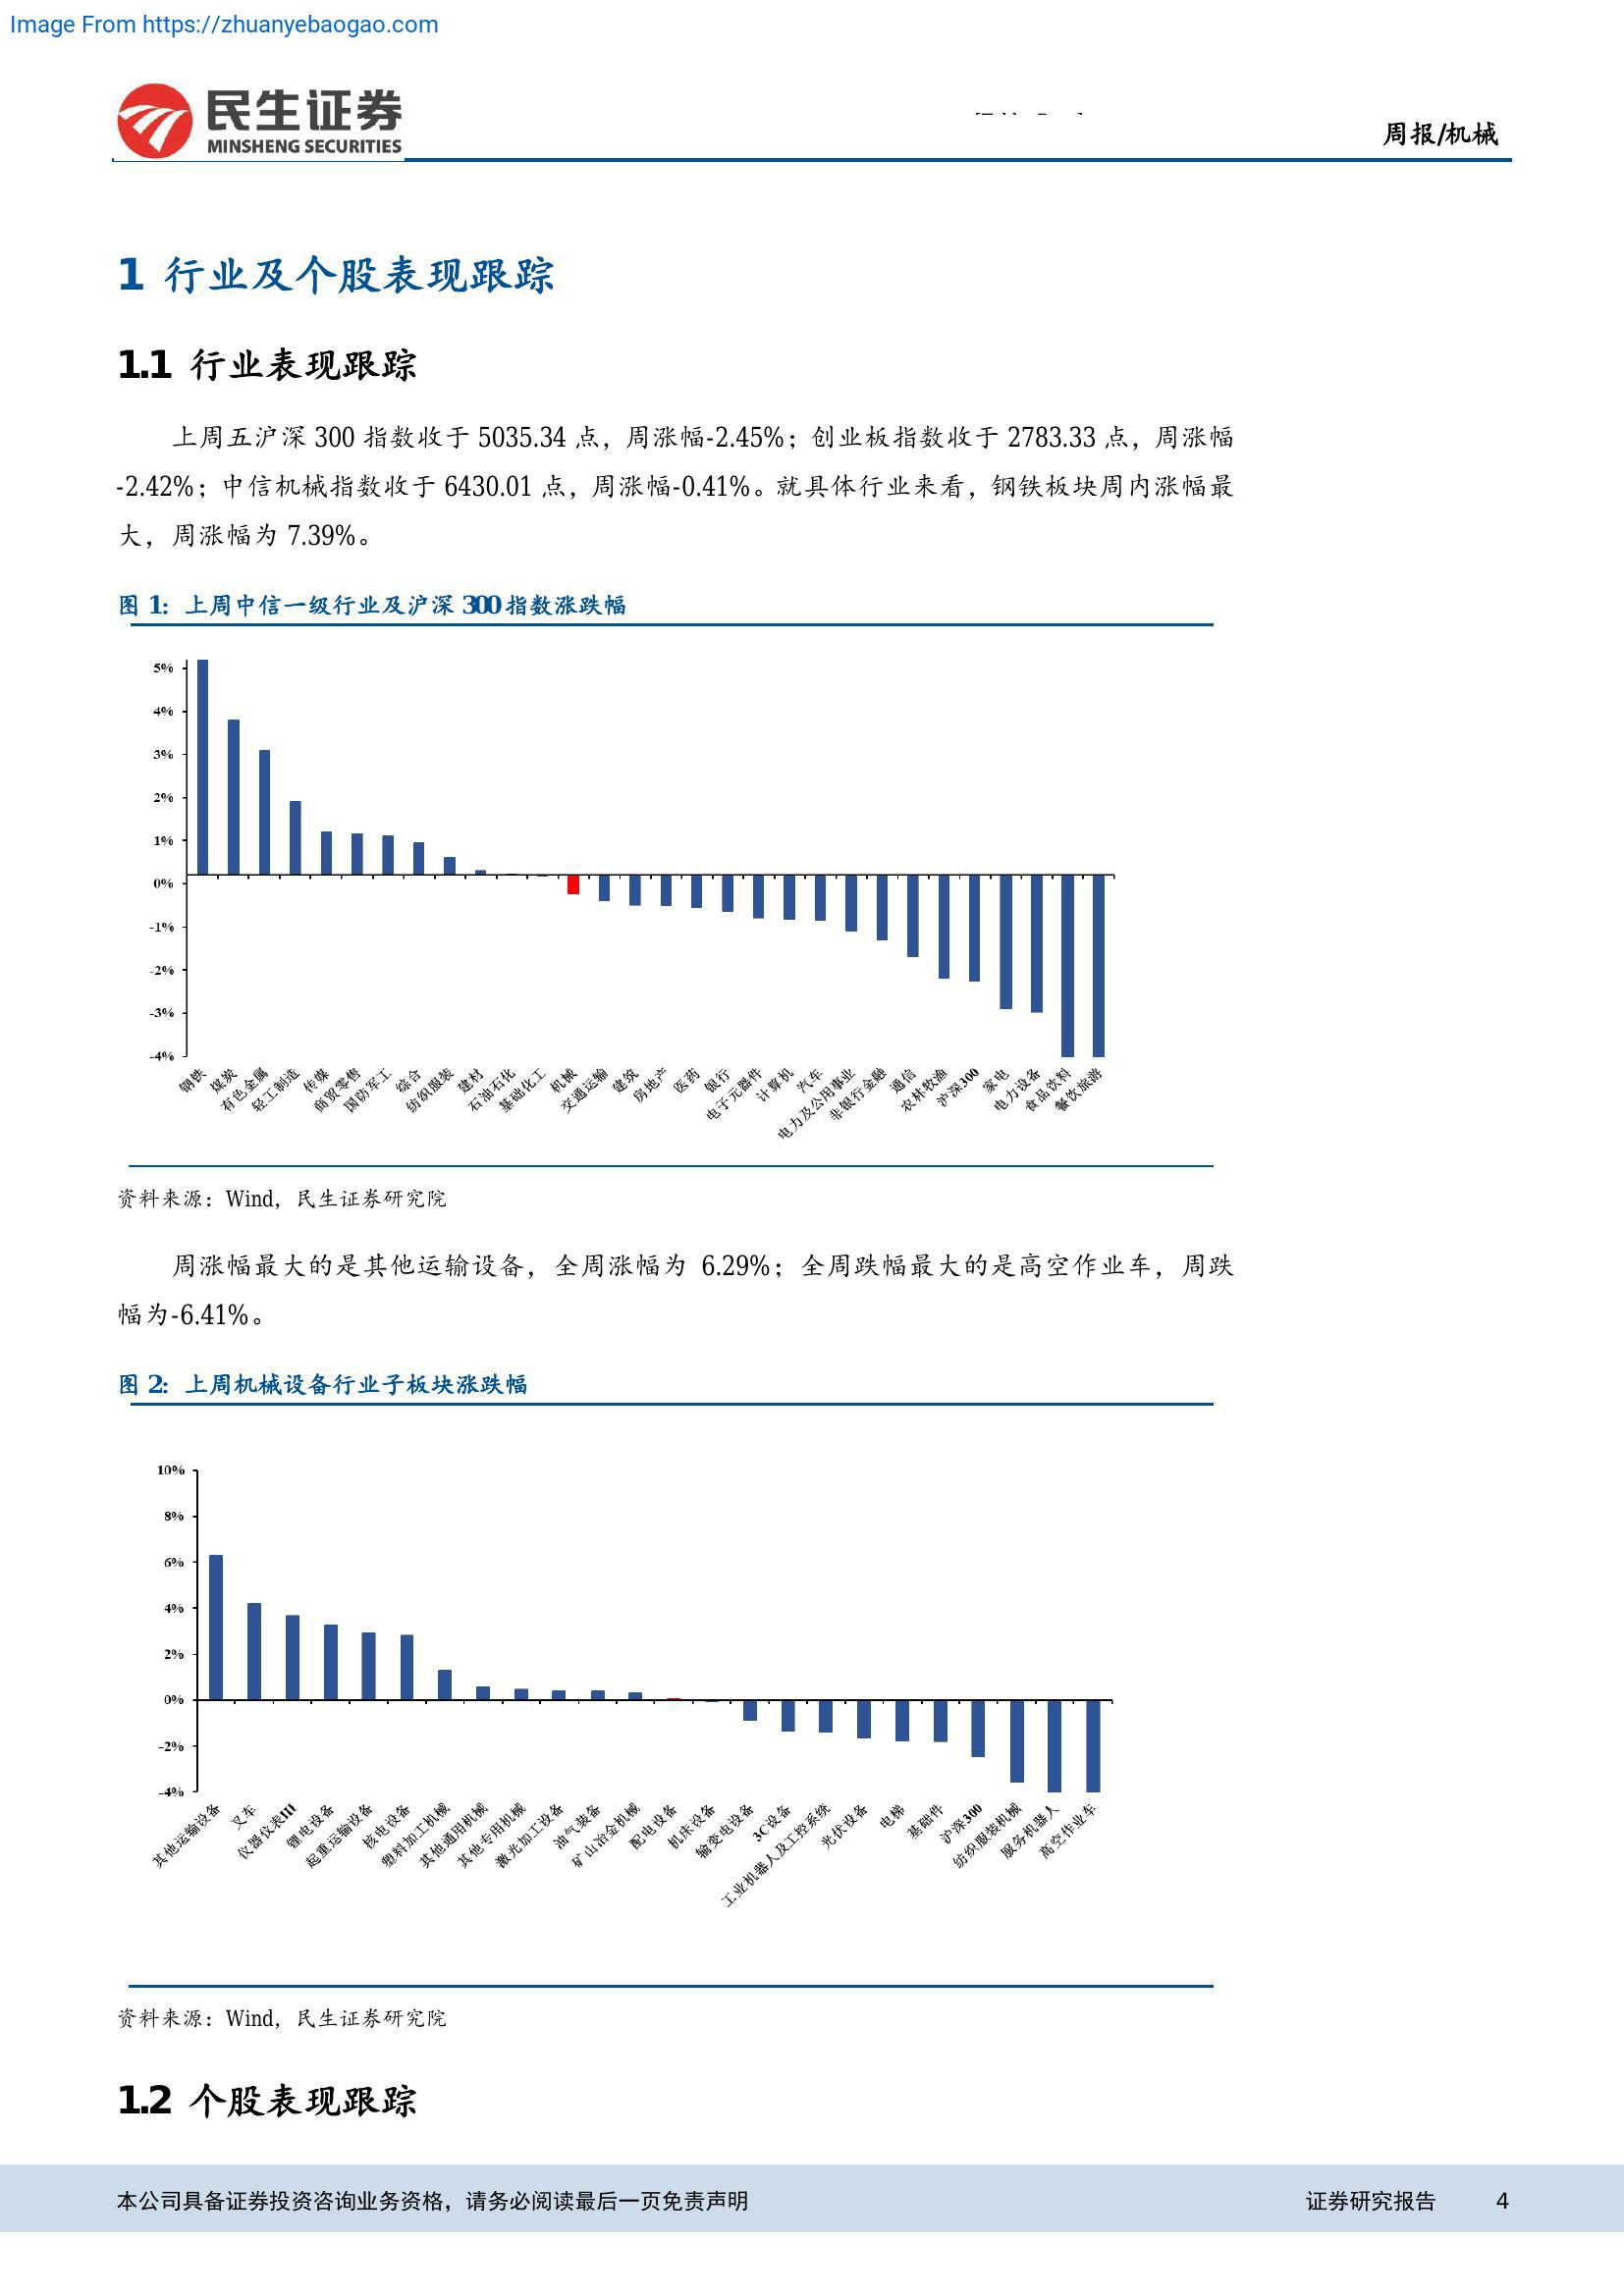 Image From https://zhuanyebaogao.com
民生证券
MINSHENG SECURITIES
周报/机械
1 行业及个股表现跟踪
1.1 行业表现跟踪
上周五沪深 300 指数收于 5035.34 点，周涨幅-2.45%；创业板指数收于 2783.33 点，周涨幅
-2.42%；中信机械指数收于 6430.01 点，周涨幅-0.41%。就具体行业来看，钢铁板块周内涨幅最
大，周涨幅为 7.39%。
图 1：上周中信一级行业及沪深 300 指数涨跌幅
5%
4%
3%
2%
1%
0%
-1%
-2%
-3%
-4%
钢铁
煤炭
有色金属
轻工制造
传媒
商贸零售
国防军工
综合
纺织服装
建材
石油石化
基础化工
机械
交通运输
建筑
房地产
医药
银行
电子元器件
计算机
汽车
电力及公用事业
非银行金融
通信
农林牧渔
沪深300
家电
电力设备
食品饮料
餐饮旅游
资料来源：Wind，民生证券研究院
周涨幅最大的是其他运输设备，全周涨幅为 6.29%；全周跌幅最大的是高空作业车，周跌
幅为-6.41%。
图 2：上周机械设备行业子板块涨跌幅
10%
8%
6%
4%
2%
0%
-2%
-4%
其他运输设备
叉车
仪器仪表III
锂电设备
起重运输设备
核电设备
塑料加工机械
其他通用机械
其他专用机械
激光加工设备
油气装备
矿山冶金机械
配电设备
机床设备
输变电设备
3C设备
工业机器人及工控系统
光伏设备
电梯
基础件
沪深300
纺织服装机械
服务机器人
高空作业车
资料来源：Wind，民生证券研究院
1.2 个股表现跟踪
本公司具备证券投资咨询业务资格，请务必阅读最后一页免责声明
证券研究报告
4